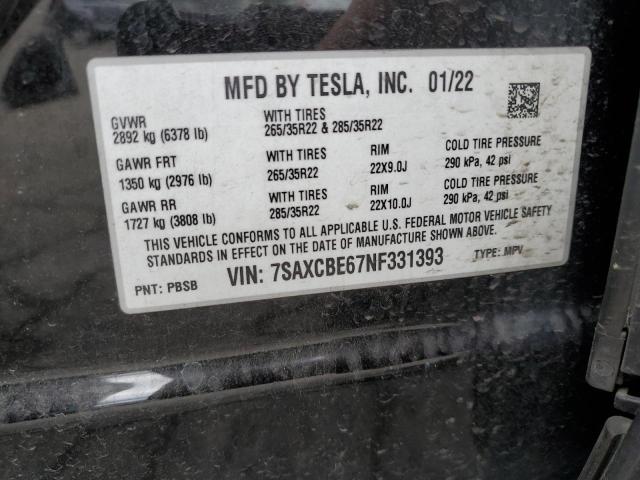 MFD BY TESLA, INC. 01/22
GVWR
2892 kg (6378 lb)
WITH TIRES
265/35R22 & 285/35R22
GAWR FRT
1350 kg (2976 lb)
WITH TIRES
265/35R22
RIM
22X9.0J
COLD TIRE PRESSURE
290 kPa, 42 psi
GAWR RR
1727 kg (3808 lb)
WITH TIRES
285/35R22
RIM
22X10.0J
COLD TIRE PRESSURE
290 kPa, 42 psi
THIS VEHICLE CONFORMS TO ALL APPLICABLE U.S. FEDERAL MOTOR VEHICLE SAFETY
STANDARDS IN EFFECT ON THE DATE OF MANUFACTURE SHOWN ABOVE.
PNT: PBSB
VIN: 7SAXCBE67NF331393
TYPE: MPV